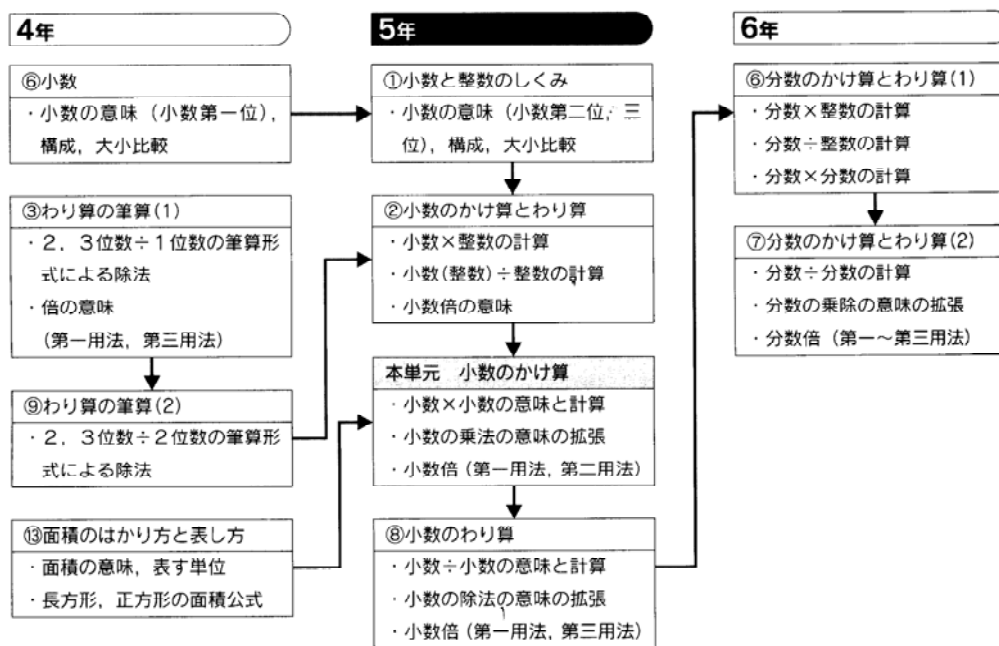 4年
⑥小数
・小数の意味（小数第一位），
構成，大小比較
③わり算の筆算(1)
・2，3位数÷1位数の筆算形
式による除法
・倍の意味
（第一用法，第三用法）
⑨わり算の筆算(2)
・2，3位数÷2位数の筆算形
式による除法
⑬面積のはかり方と表し方
・面積の意味，表す単位
・長方形，正方形の面積公式
5年
①小数と整数のしくみ
・小数の意味（小数第二位，三
位），構成，大小比較
②小数のかけ算とわり算
・小数×整数の計算
・小数(整数)÷整数の計算
・小数倍の意味
本単元　小数のかけ算
・小数×小数の意味と計算
・小数の乗法の意味の拡張
・小数倍（第一用法，第二用法）
⑧小数のわり算
・小数÷小数の意味と計算
・小数の除法の意味の拡張
・小数倍（第一用法，第三用法）
6年
⑥分数のかけ算とわり算(1)
・分数×整数の計算
・分数÷整数の計算
・分数×分数の計算
⑦分数のかけ算とわり算(2)
・分数÷分数の計算
・分数の乗除の意味の拡張
・分数倍（第一～第三用法）